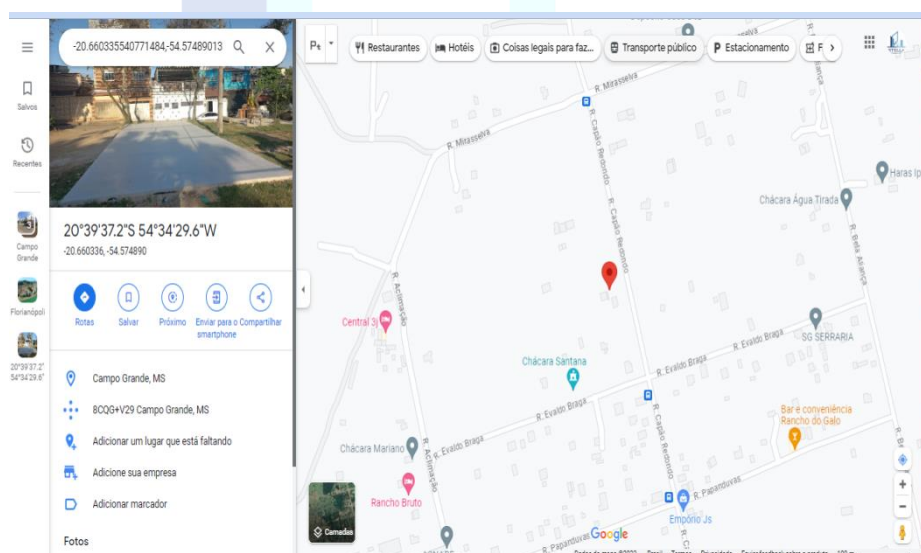 -20.660335540771484,-54.57489013
Salvos
Recentes
Campo
Grande
Florianópoli
20°39'37.2"
54°34'29.6"
20°39'37.2"S 54°34'29.6"W
-20.660336, -54.574890
Rotas
Salvar
Próximo
Enviar para o
smartphone
Compartilhar
Campo Grande, MS
8CQG+V29 Campo Grande, MS
Adicionar um lugar que está faltando
Adicione sua empresa
Adicionar marcador
Fotos
Restaurantes
Hotéis
Coisas legais para faz...
Transporte público
P Estacionamento
F
R. Mirasselva
R. Mirasselva
R. Capão Redondo
R. Capão Redondo
R. Capão Redondo
Haras Ip
Chácara Água Tirada
R. Bela Aliança
R. Aclimação
R. Aclimação
Central 3j
SG SERRARIA
R. Evaldo Braga
R. Evaldo Braga
R. Evaldo Braga
R. Evaldo Braga
Chácara Santana
Bar e conveniência
Rancho do Galo
Chácara Mariano
Rancho Bruto
R. Papanduvas
R. Papanduvas
Empório Js
Camadas
Google